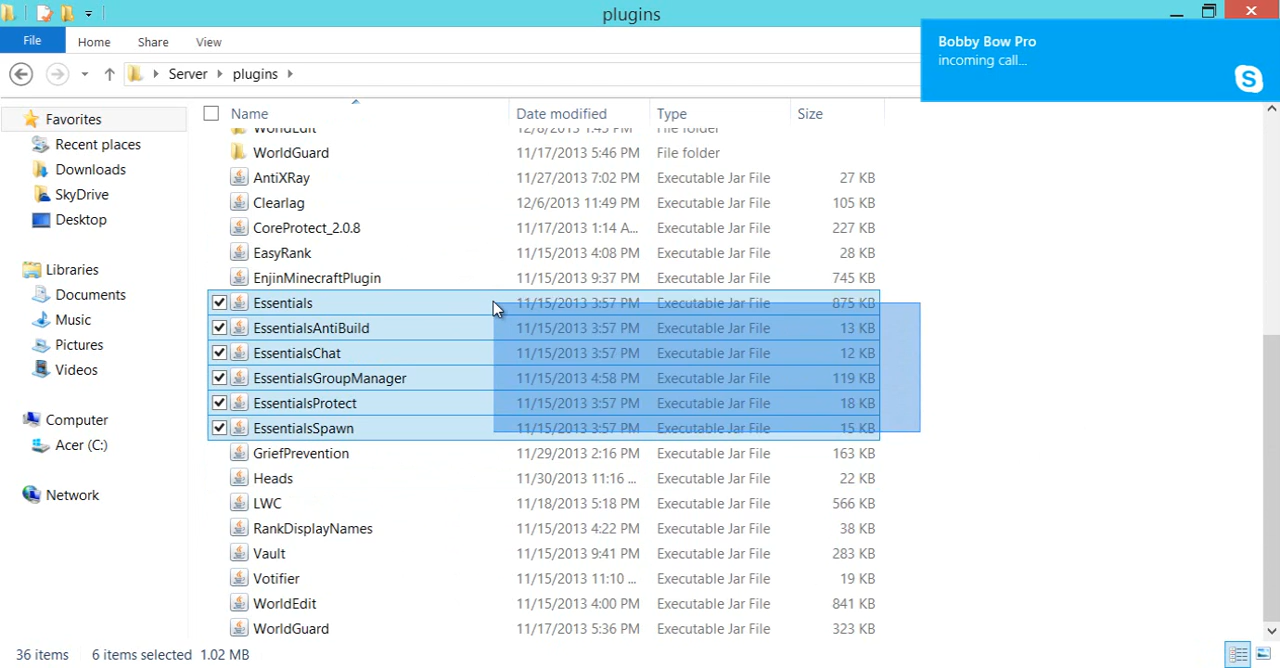 plugins
File Home Share View
Bobby Bow Pro
incoming call...
S
Server plugins
Name Date modified Type Size
Favorites
Recent places
Downloads
SkyDrive
Desktop
Libraries
Documents
Music
Pictures
Videos
Computer
Acer (C:)
Network
WorldEdit 12/8/2013 1:45 PM File folder
WorldGuard 11/17/2013 5:46 PM File folder
AntiXRay 11/27/2013 7:02 PM Executable Jar File 27 KB
Clearlag 12/6/2013 11:49 PM Executable Jar File 105 KB
CoreProtect_2.0.8 11/17/2013 1:14 A... Executable Jar File 227 KB
EasyRank 11/15/2013 4:08 PM Executable Jar File 28 KB
EnjinMinecraftPlugin 11/15/2013 9:37 PM Executable Jar File 745 KB
Essentials 11/15/2013 3:57 PM Executable Jar File 875 KB
EssentialsAntiBuild 11/15/2013 3:57 PM Executable Jar File 13 KB
EssentialsChat 11/15/2013 3:57 PM Executable Jar File 12 KB
EssentialsGroupManager 11/15/2013 4:58 PM Executable Jar File 119 KB
EssentialsProtect 11/15/2013 3:57 PM Executable Jar File 18 KB
EssentialsSpawn 11/15/2013 3:57 PM Executable Jar File 15 KB
GriefPrevention 11/29/2013 2:16 PM Executable Jar File 163 KB
Heads 11/30/2013 11:16 ... Executable Jar File 22 KB
LWC 11/18/2013 5:18 PM Executable Jar File 566 KB
RankDisplayNames 11/15/2013 4:22 PM Executable Jar File 38 KB
Vault 11/15/2013 9:41 PM Executable Jar File 283 KB
Votifier 11/15/2013 11:10 ... Executable Jar File 19 KB
WorldEdit 11/15/2013 4:00 PM Executable Jar File 841 KB
WorldGuard 11/17/2013 5:36 PM Executable Jar File 323 KB
36 items 6 items selected 1.02 MB